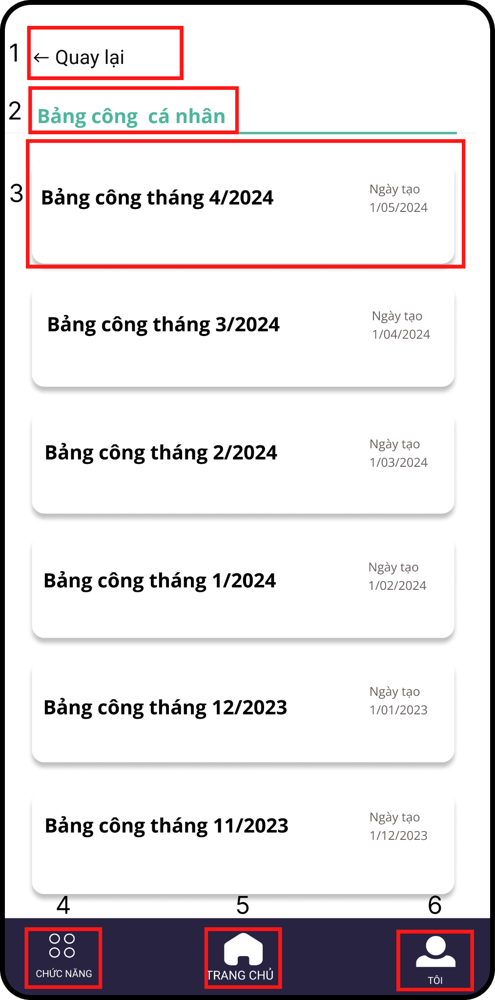 1
← Quay lại
2
Bảng công cá nhân
3
Bảng công tháng 4/2024
Ngày tạo
1/05/2024
Bảng công tháng 3/2024
Ngày tạo
1/04/2024
Bảng công tháng 2/2024
Ngày tạo
1/03/2024
Bảng công tháng 1/2024
Ngày tạo
1/02/2024
Bảng công tháng 12/2023
Ngày tạo
1/01/2023
Bảng công tháng 11/2023
Ngày tạo
1/12/2023
4
5
6
CHỨC NĂNG
TRANG CHỦ
TÔI